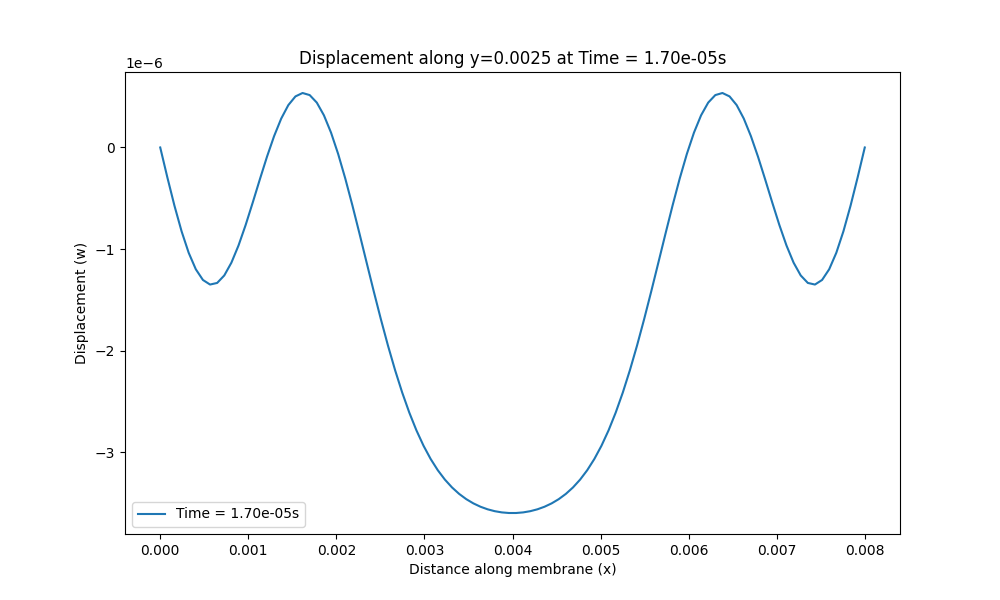 Displacement along y=0.0025 at Time = 1.70e-05s
1e−6
0
−1
−2
−3
Displacement (w)
Time = 1.70e-05s
0.000 0.001 0.002 0.003 0.004 0.005 0.006 0.007 0.008
Distance along membrane (x)